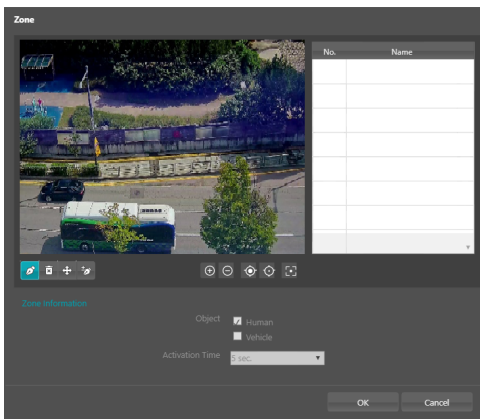 Zone
No. Name
Zone Information
Object Human
Vehicle
Activation Time 5 sec.
OK Cancel